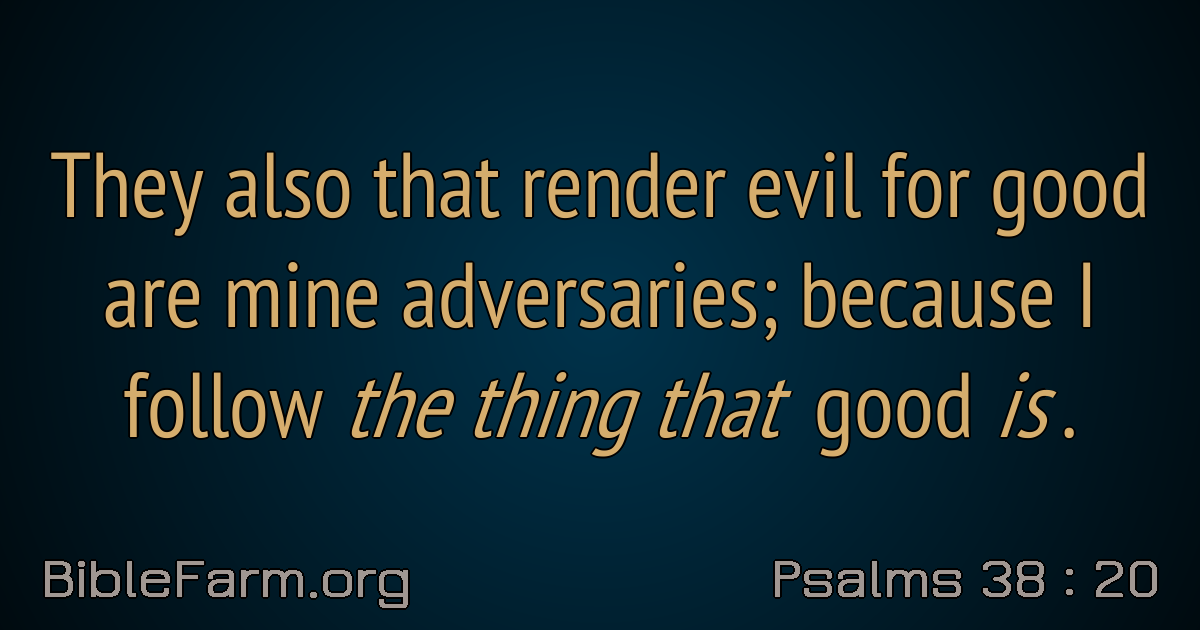 They also that render evil for good
are mine adversaries; because I
follow the thing that good is .
BibleFarm.org
Psalms 38 : 20